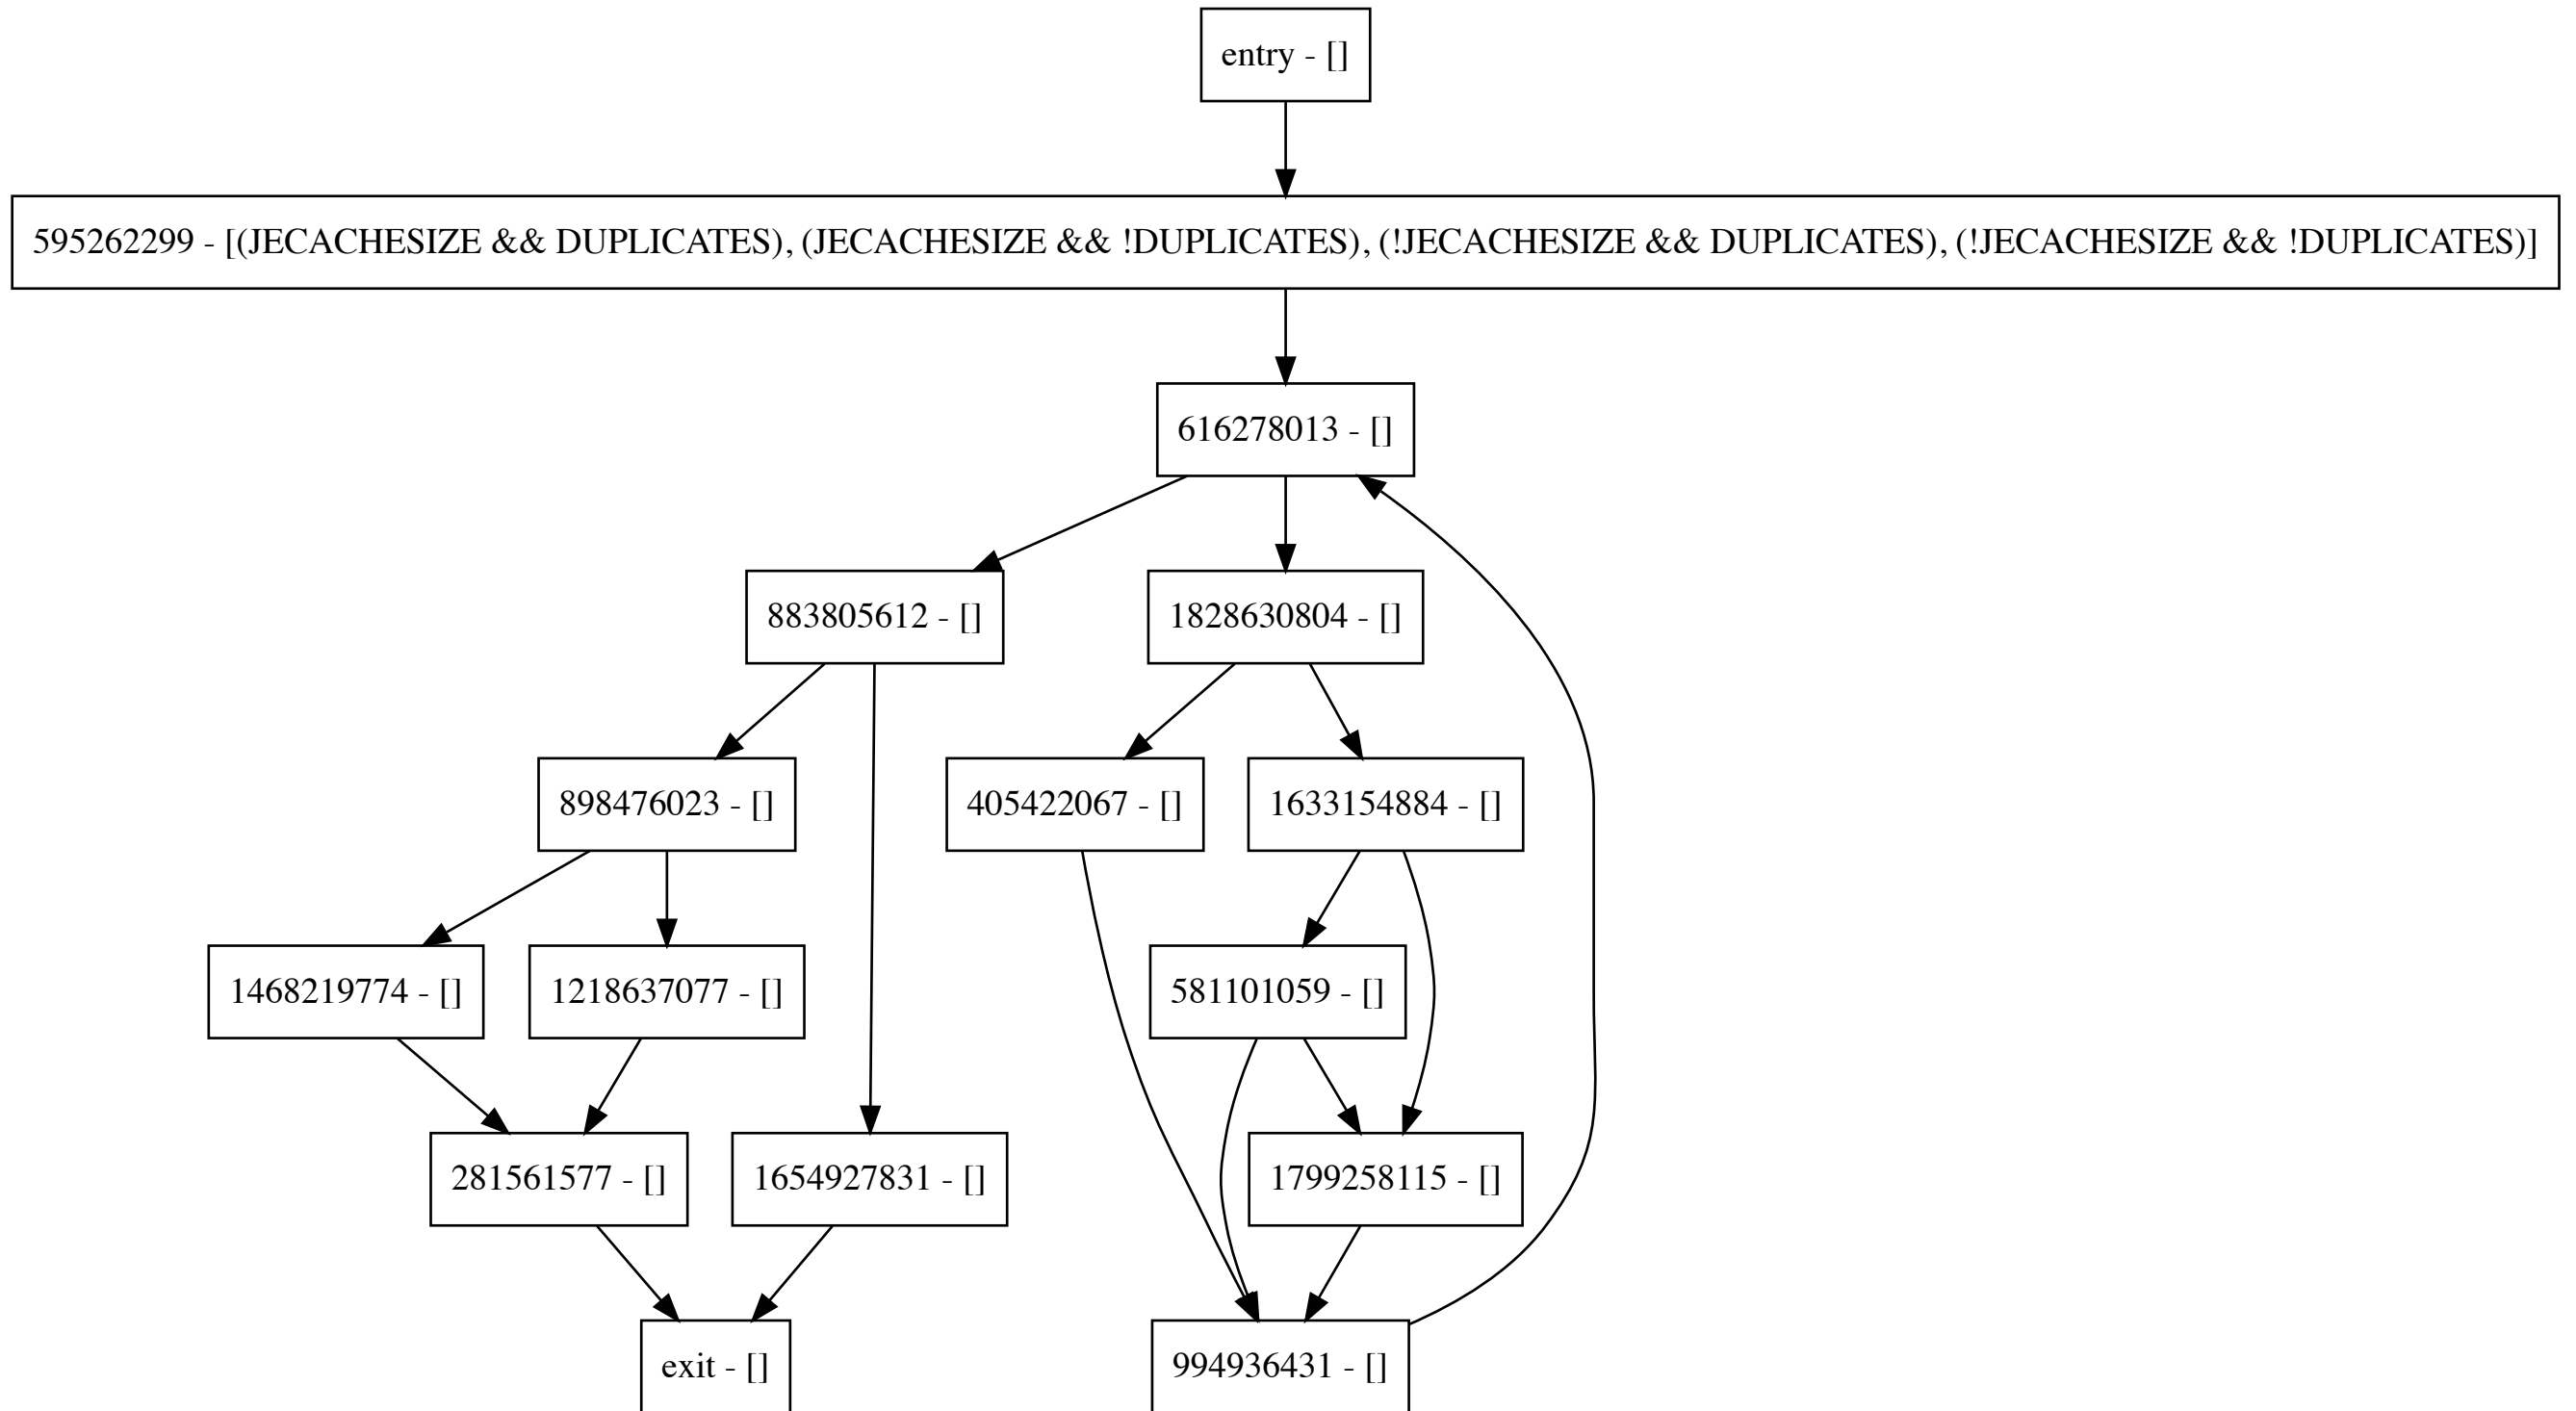 entry - []
595262299 - [(JECACHESIZE && DUPLICATES), (JECACHESIZE && !DUPLICATES), (!JECACHESIZE && DUPLICATES), (!JECACHESIZE && !DUPLICATES)]
616278013 - []
883805612 - []
1828630804 - []
898476023 - []
405422067 - []
1633154884 - []
1468219774 - []
1218637077 - []
581101059 - []
281561577 - []
1654927831 - []
1799258115 - []
exit - []
994936431 - []